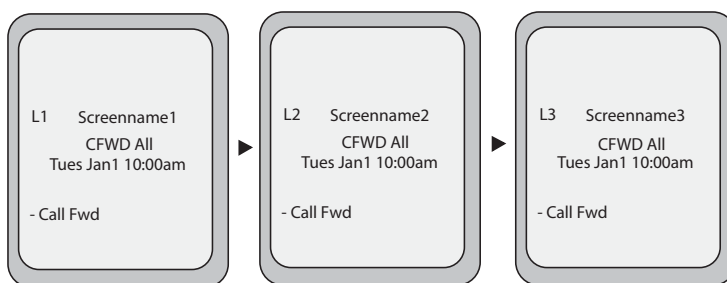 L1 Screenname1
CFWD All
Tues Jan1 10:00am
- Call Fwd
L2 Screenname2
CFWD All
Tues Jan1 10:00am
- Call Fwd
L3 Screenname3
CFWD All
Tues Jan1 10:00am
- Call Fwd